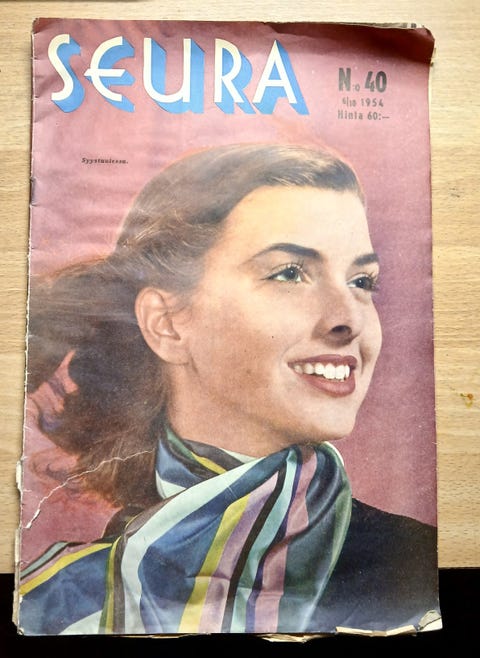 SEURA
N:o 40
6/10 1954
Hinta 60:—
Syystuulessa.